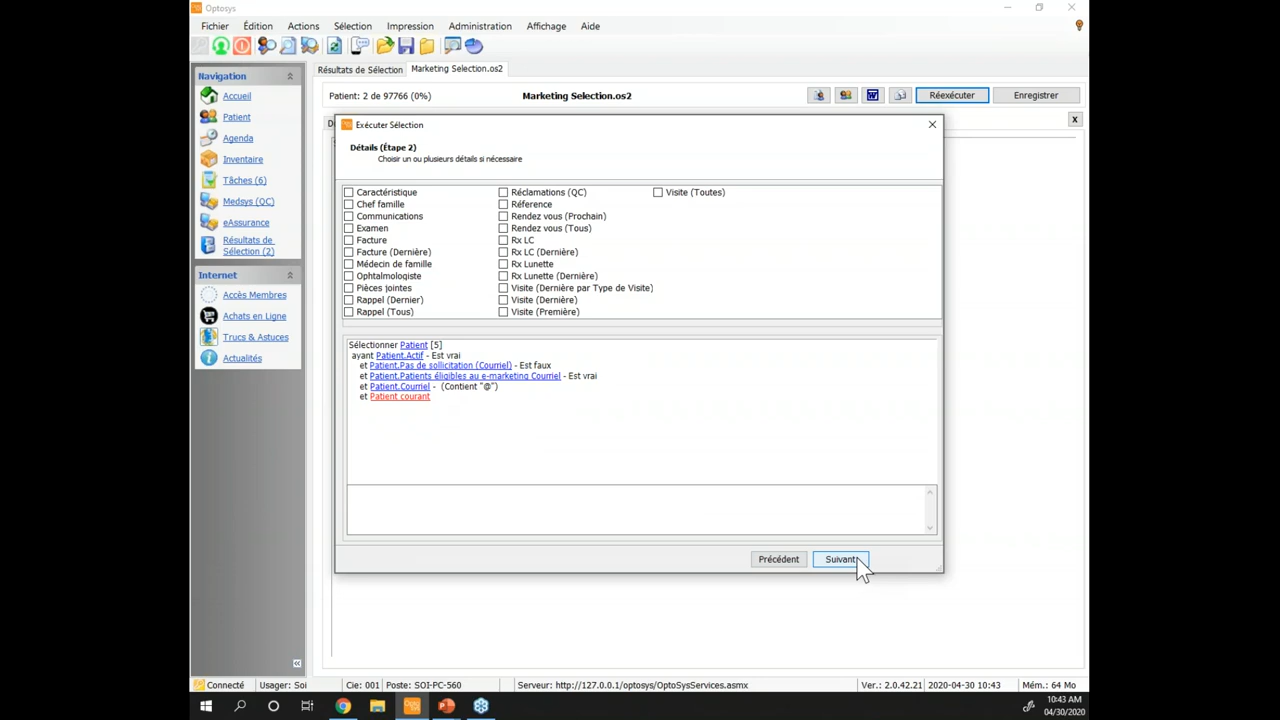 Optosys
Fichier Édition Actions Sélection Impression Administration Affichage Aide
Navigation
Accueil
Patient
Agenda
Inventaire
Tâches (6)
Medsys (QC)
eAssurance
Résultats de
Sélection (2)
Internet
Accès Membres
Achats en Ligne
Trucs & Astuces
Actualités
Résultats de Sélection Marketing Selection.os2
Patient: 2 de 97766 (0%) Marketing Selection.os2 Réexécuter Enregistrer
Exécuter Sélection
Détails (Étape 2)
Choisir un ou plusieurs détails si nécessaire
Caractéristique
Chef famille
Communications
Examen
Facture
Facture (Dernière)
Médecin de famille
Ophtalmologiste
Pièces jointes
Rappel (Dernier)
Rappel (Tous)
Réclamations (QC)
Réference
Rendez vous (Prochain)
Rendez vous (Tous)
Rx LC
Rx LC (Dernière)
Rx Lunette
Rx Lunette (Dernière)
Visite (Dernière par Type de Visite)
Visite (Dernière)
Visite (Première)
Visite (Toutes)
Sélectionner Patient [5]
ayant Patient.Actif - Est vrai
et Patient.Pas de sollicitation (Courriel) - Est faux
et Patient.Patients éligibles au e-marketing Courriel - Est vrai
et Patient.Courriel - (Contient "@")
et Patient courant
Précédent Suivant
Connecté Usager: Soi Cie: 001 Poste: SOI-PC-560 Serveur: http://127.0.0.1/optosys/OptoSysServices.asmx Ver.: 2.0.42.21 2020-04-30 10:43 Mém.: 64 Mo
10:43 AM
04/30/2020